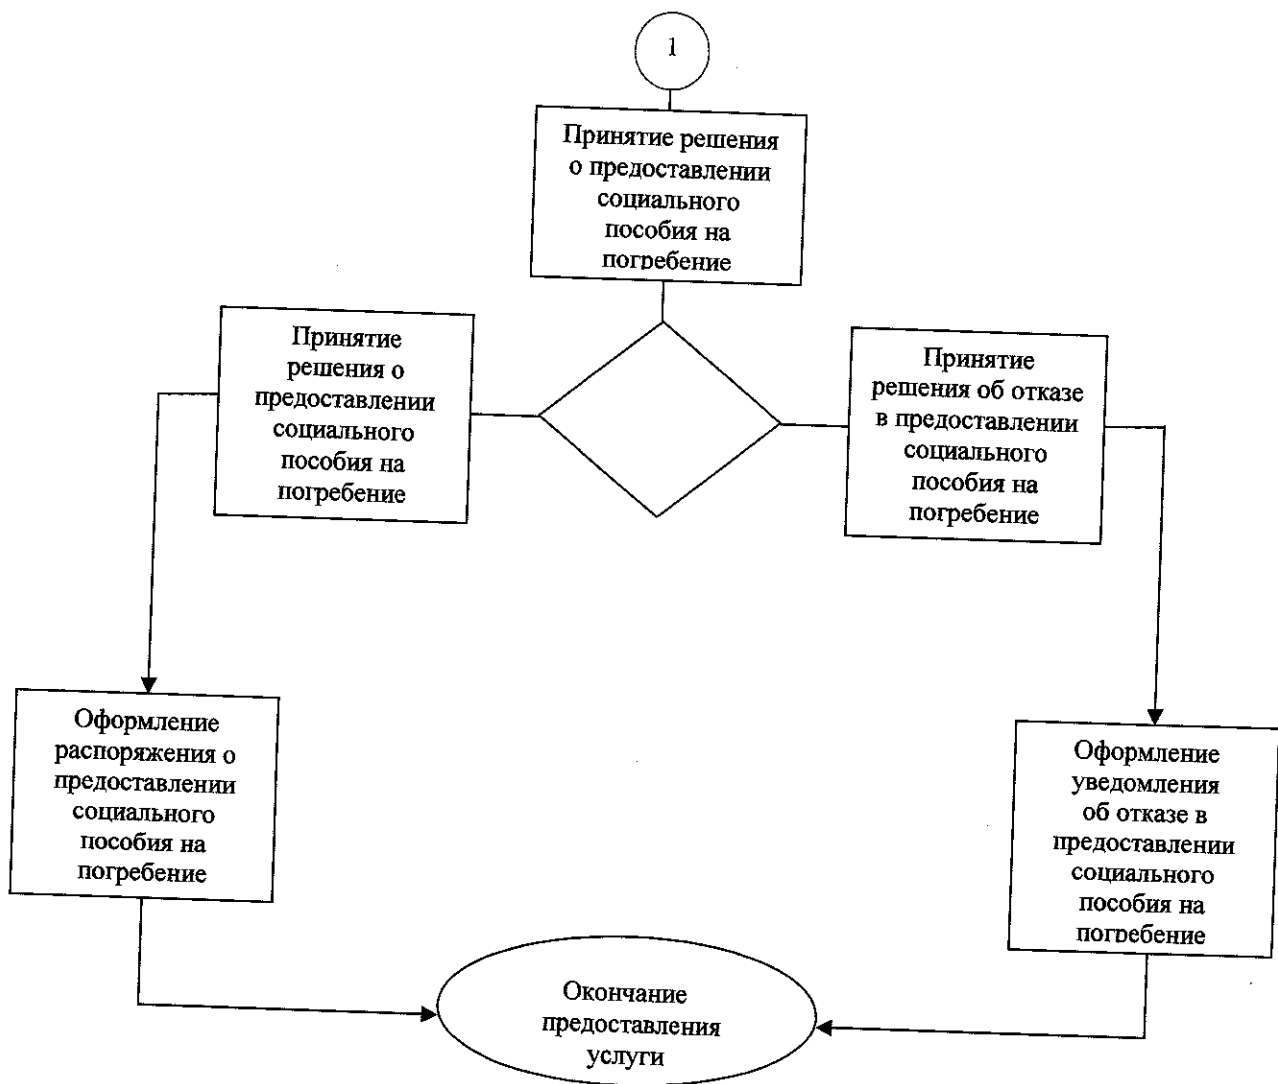 1
Принятие решения
о предоставлении
социального
пособия на
погребение
Принятие
решения о
предоставлении
социального
пособия на
погребение
Принятие
решения об отказе
в предоставлении
социального
пособия на
погребение
Оформление
распоряжения о
предоставлении
социального
пособия на
погребение
Оформление
уведомления
об отказе в
предоставлении
социального
пособия на
погребение
Окончание
предоставления
услуги